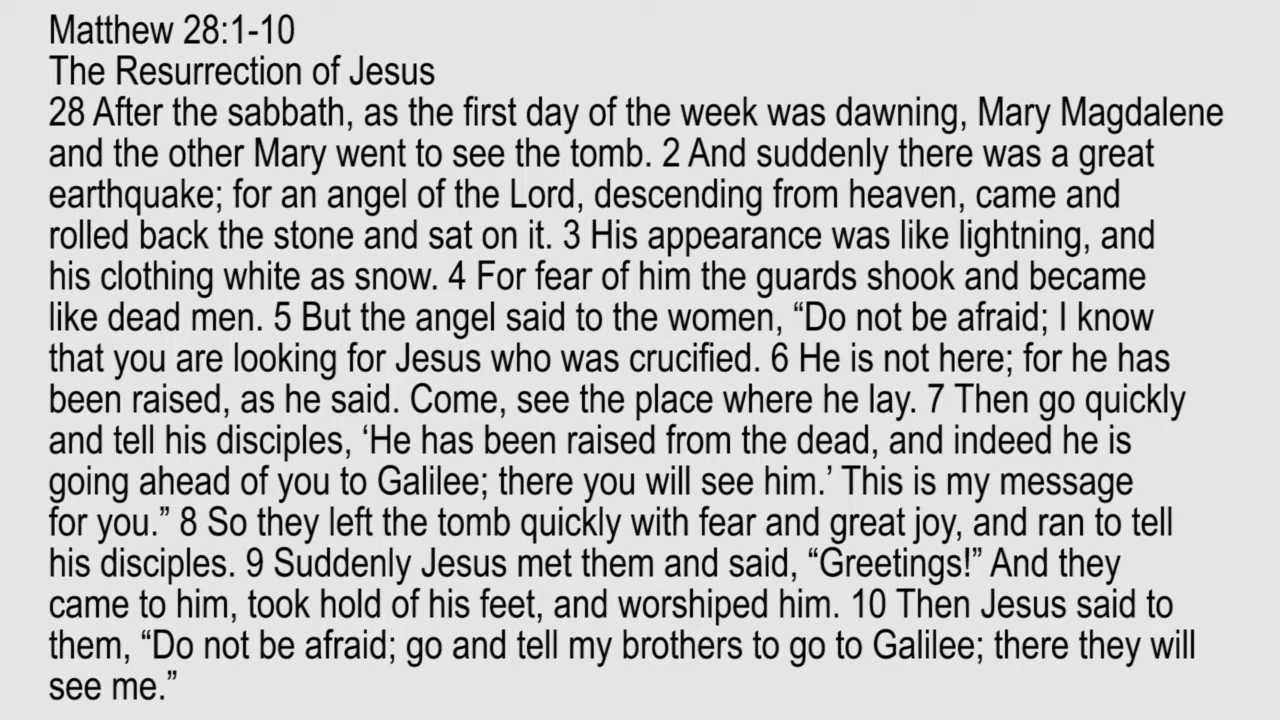 Matthew 28:1-10
The Resurrection of Jesus
28 After the sabbath, as the first day of the week was dawning, Mary Magdalene
and the other Mary went to see the tomb. 2 And suddenly there was a great
earthquake; for an angel of the Lord, descending from heaven, came and
rolled back the stone and sat on it. 3 His appearance was like lightning, and
his clothing white as snow. 4 For fear of him the guards shook and became
like dead men. 5 But the angel said to the women, “Do not be afraid; I know
that you are looking for Jesus who was crucified. 6 He is not here; for he has
been raised, as he said. Come, see the place where he lay. 7 Then go quickly
and tell his disciples, ‘He has been raised from the dead, and indeed he is
going ahead of you to Galilee; there you will see him.’ This is my message
for you.” 8 So they left the tomb quickly with fear and great joy, and ran to tell
his disciples. 9 Suddenly Jesus met them and said, “Greetings!” And they
came to him, took hold of his feet, and worshiped him. 10 Then Jesus said to
them, “Do not be afraid; go and tell my brothers to go to Galilee; there they will
see me.”